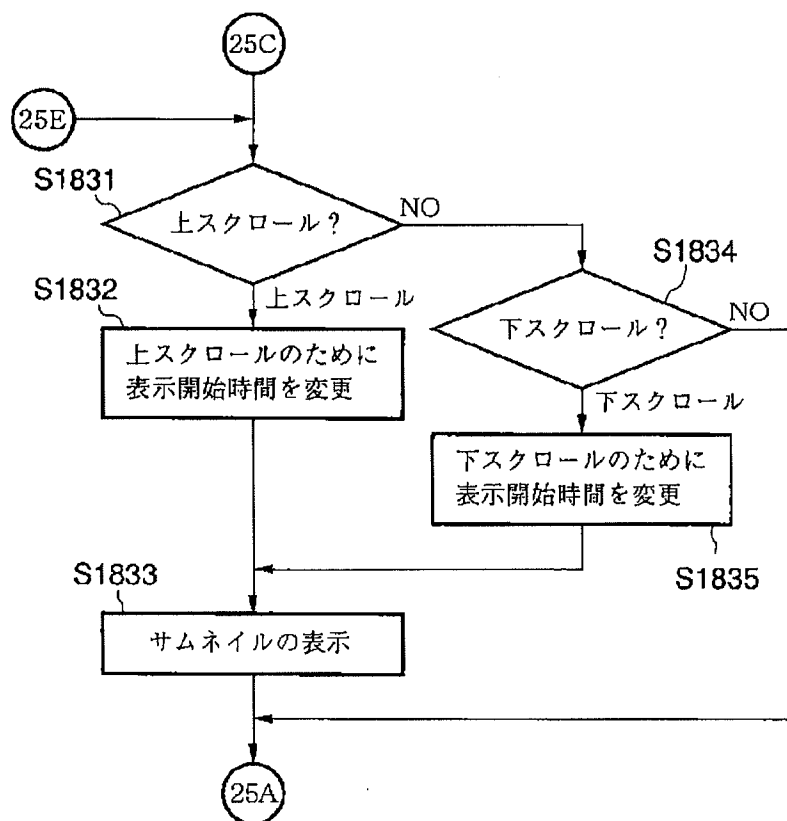 25C
25E
S1831
上スクロール?
NO
S1834
S1832
上スクロール
下スクロール?
NO
上スクロールのために
表示開始時間を変更
下スクロール
下スクロールのために
表示開始時間を変更
S1833
S1835
サムネイルの表示
25A